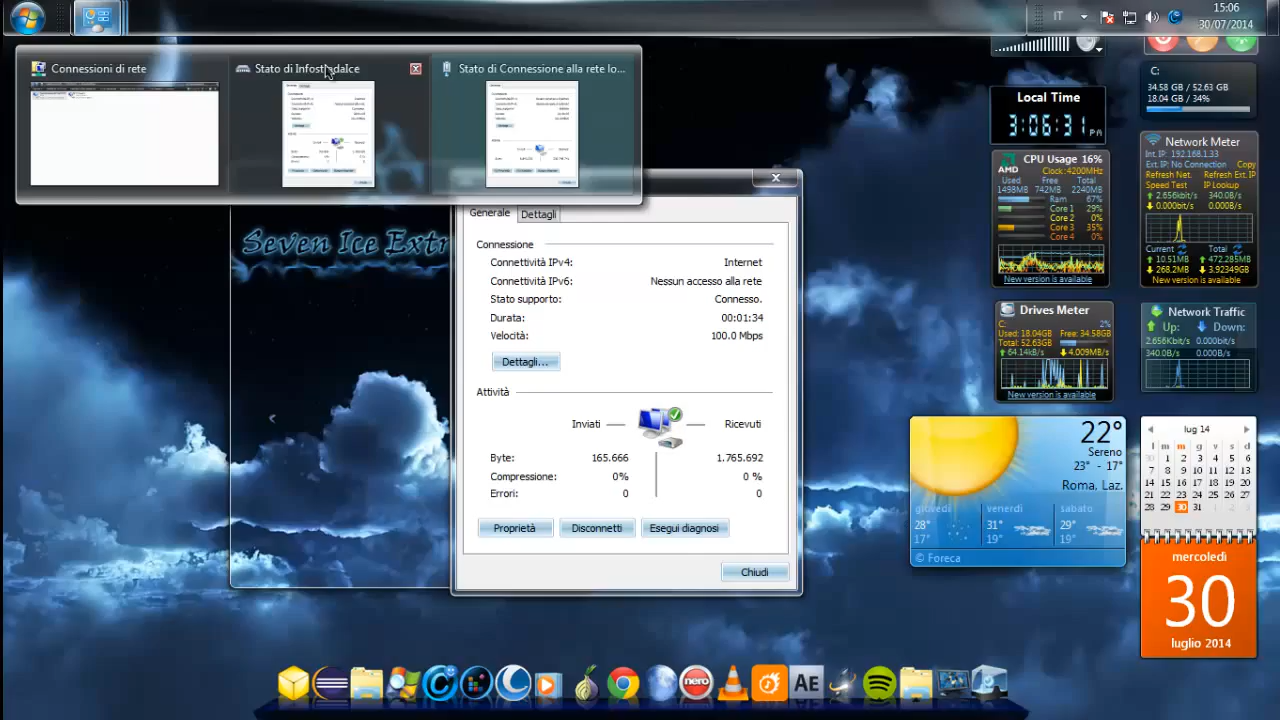 IT
15:06
30/07/2014
Connessioni di rete
Stato di InfostradaIce
Stato di Connessione alla rete lo...
Seven Ice Extr
Generale
Dettagli
Connessione
Connettività IPv4: Internet
Connettività IPv6: Nessun accesso alla rete
Stato supporto: Connesso.
Durata: 00:01:34
Velocità: 100.0 Mbps
Dettagli...
Attività
Inviati
Ricevuti
Byte: 165.666 1.765.692
Compressione: 0% 0 %
Errori: 0 0
Proprietà
Disconnetti
Esegui diagnosi
Chiudi
Local Time
3:06:31 PM
AMD
CPU Usage 16%
Clock:4200MHz
Used Free Total
1498MB 742MB 2240MB
Ram 67%
Core 1 29%
Core 2 0%
Core 3 35%
Core 4 0%
New version is available
Drives Meter
C: 2%
Used: 18.04GB Free: 34.58GB
Total: 52.63GB
64.14kB/s 4.009MB/s
New version is available
C:
34.58 GB / 52.63 GB
18.05 GB / 34%
Network Meter
Int. IP: 192.168.1.33
Ext.IP: No Connection Copy
Refresh Net. Refresh Ext.IP
Speed Test IP Lookup
2.656kbit/s 340.0B/s
0.000bit/s 0.000B/s
Current Total
10.51MB 472.285MB
268.2MB 3.92349GB
New version is available
Network Traffic
Up: Down:
2.656Kbit/s 0.000bit/s
340.0B/s 0.000B/s
22°
Sereno
23° - 17°
Roma, Laz.
giovedì
28°
17°
venerdì
31°
19°
sabato
29°
19°
© Foreca
lug 14
l m m g v s d
30 1 2 3 4 5 6
7 8 9 10 11 12 13
14 15 16 17 18 19 20
21 22 23 24 25 26 27
28 29 30 31 1 2 3
mercoledì
30
luglio 2014
nero
AE